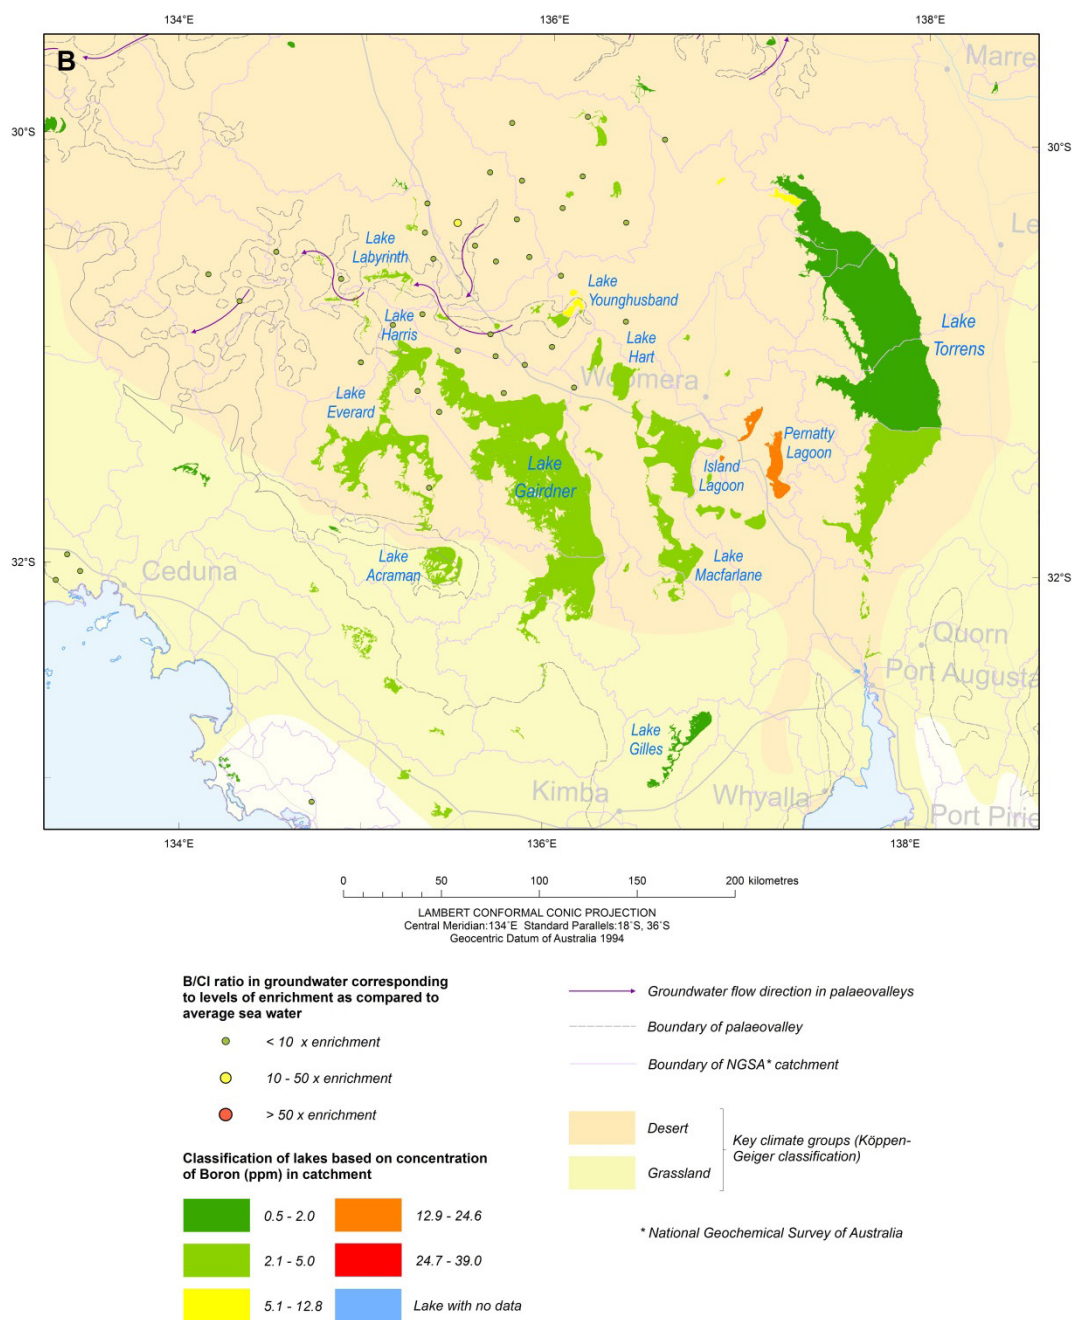 134°E
136°E
138°E
B
Marre
30°S
30°S
Le
Lake
Labyrinth
Lake
Younghusband
Lake
Harris
Lake
Hart
Lake
Torrens
Woomera
Lake
Everard
Pernatty
Lagoon
Lake
Gairdner
Island
Lagoon
32°S
32°S
Ceduna
Lake
Acraman
Lake
Macfarlane
Quorn
Port Augusta
Lake
Gilles
Kimba
Whyalla
Port Pirie
134°E
136°E
138°E
0 50 100 150 200 kilometres
LAMBERT CONFORMAL CONIC PROJECTION
Central Meridian:134°E Standard Parallels:18°S, 36°S
Geocentric Datum of Australia 1994
B/Cl ratio in groundwater corresponding
to levels of enrichment as compared to
average sea water
< 10 x enrichment
10 - 50 x enrichment
> 50 x enrichment
Classification of lakes based on concentration
of Boron (ppm) in catchment
0.5 - 2.0
2.1 - 5.0
5.1 - 12.8
12.9 - 24.6
24.7 - 39.0
Lake with no data
Groundwater flow direction in palaeovalleys
Boundary of palaeovalley
Boundary of NGSA* catchment
Desert
Grassland
Key climate groups (Köppen-
Geiger classification)
* National Geochemical Survey of Australia